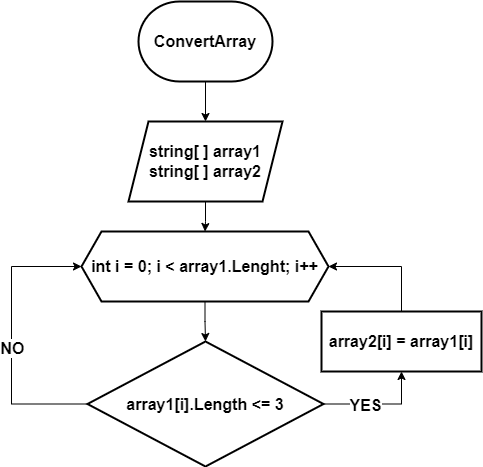 ConvertArray
string[ ] array1
string[ ] array2
int i = 0; i < array1.Lenght; i++
NO
array2[i] = array1[i]
array1[i].Length <= 3
YES